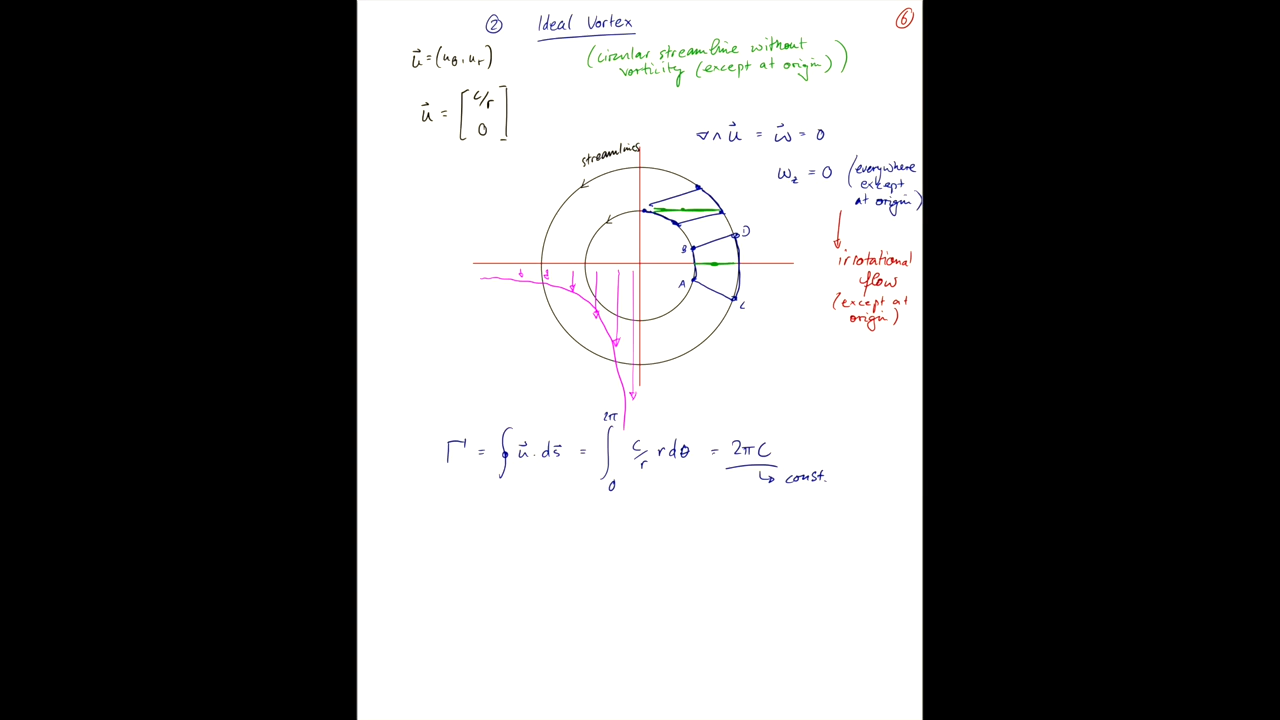 ② Ideal Vortex ⑥
u⃗ = (u_θ, u_r)
(circular streamline without
vorticity (except at origin))
u⃗ = [c/r
0]
∇ ∧ u⃗ = ω⃗ = 0
streamlines
ω_z = 0 (everywhere
except
at origin)
B D
A C
irrotational
flow
(except at
origin)
Γ = ∮ u⃗ · ds⃗ = ∫₀^2π c/r r dθ = 2πC
↳ const.